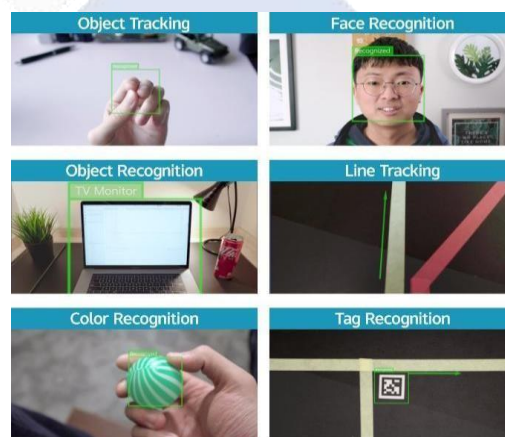 Object Tracking
Face Recognition
Recognized
Object Recognition
Line Tracking
TV Monitor
Color Recognition
Tag Recognition